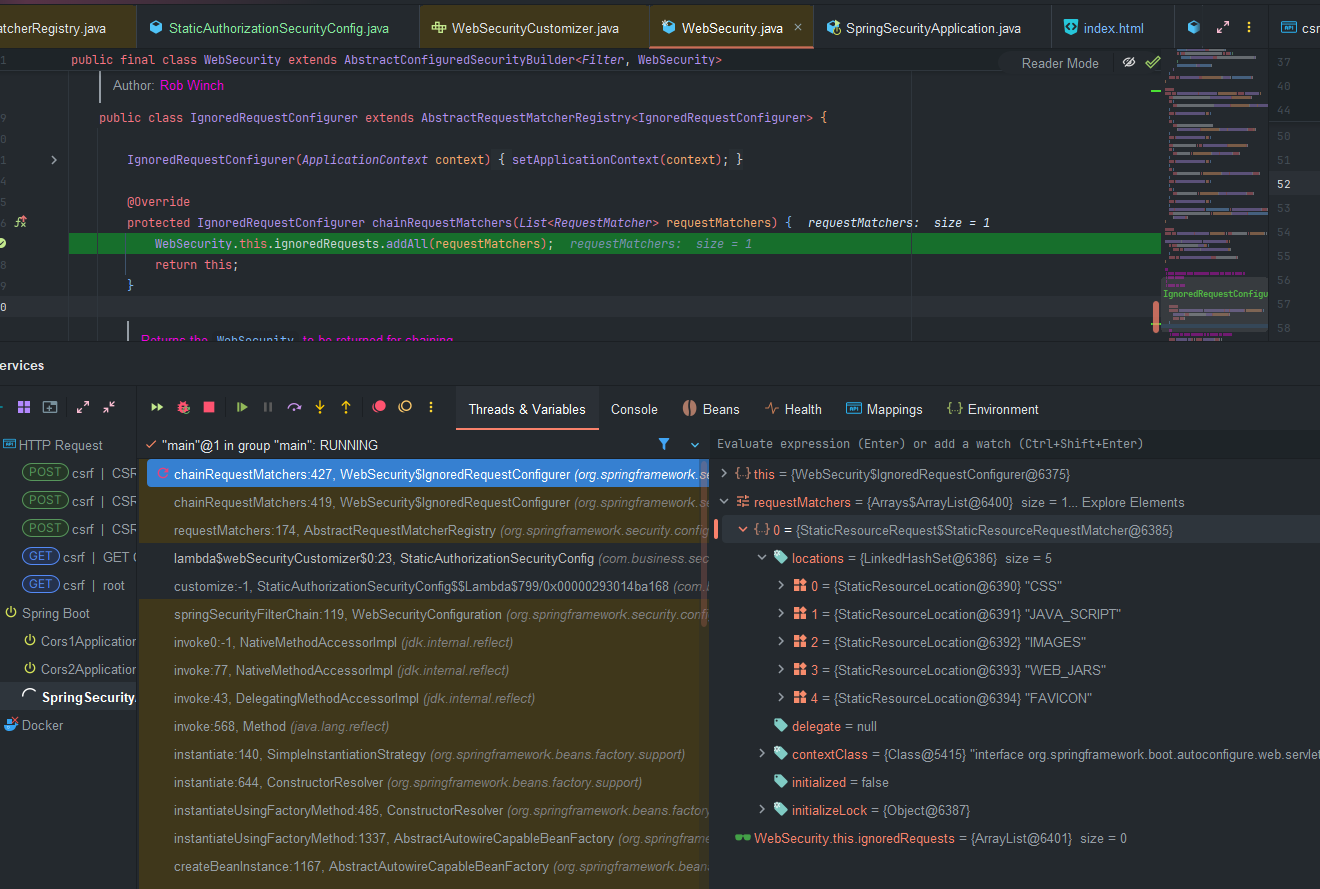 atcherRegistry.java
StaticAuthorizationSecurityConfig.java
WebSecurityCustomizer.java
WebSecurity.java
SpringSecurityApplication.java
index.html
csr
public final class WebSecurity extends AbstractConfiguredSecurityBuilder<Filter, WebSecurity>
Reader Mode
Author: Rob Winch
public class IgnoredRequestConfigurer extends AbstractRequestMatcherRegistry<IgnoredRequestConfigurer> {
IgnoredRequestConfigurer(ApplicationContext context) { setApplicationContext(context); }
@Override
protected IgnoredRequestConfigurer chainRequestMatchers(List<RequestMatcher> requestMatchers) { requestMatchers: size = 1
WebSecurity.this.ignoredRequests.addAll(requestMatchers); requestMatchers: size = 1
return this;
}
Returns the WebSecurity to be returned for chaining
37
40
44
50
51
52
53
54
55
56
57
58
IgnoredRequestConfigu
ervices
Threads & Variables
Console
Beans
Health
Mappings
Environment
HTTP Request
POST csrf | CSR
POST csrf | CSR
POST csrf | CSR
GET csrf | GET C
GET csrf | root
Spring Boot
Cors1Application
Cors2Application
SpringSecurity.
Docker
"main"@1 in group "main": RUNNING
chainRequestMatchers:427, WebSecurity$IgnoredRequestConfigurer (org.springframework.se
chainRequestMatchers:419, WebSecurity$IgnoredRequestConfigurer (org.springframework.se
requestMatchers:174, AbstractRequestMatcherRegistry (org.springframework.security.config
lambda$webSecurityCustomizer$0:23, StaticAuthorizationSecurityConfig (com.business.sec
customize:-1, StaticAuthorizationSecurityConfig$$Lambda$799/0x00000293014ba168 (com.l
springSecurityFilterChain:119, WebSecurityConfiguration (org.springframework.security.confi
invoke0:-1, NativeMethodAccessorImpl (jdk.internal.reflect)
invoke:77, NativeMethodAccessorImpl (jdk.internal.reflect)
invoke:43, DelegatingMethodAccessorImpl (jdk.internal.reflect)
invoke:568, Method (java.lang.reflect)
instantiate:140, SimpleInstantiationStrategy (org.springframework.beans.factory.support)
instantiate:644, ConstructorResolver (org.springframework.beans.factory.support)
instantiateUsingFactoryMethod:485, ConstructorResolver (org.springframework.beans.factory
instantiateUsingFactoryMethod:1337, AbstractAutowireCapableBeanFactory (org.springframe
createBeanInstance:1167, AbstractAutowireCapableBeanFactory (org.springframework.bean
Evaluate expression (Enter) or add a watch (Ctrl+Shift+Enter)
this = {WebSecurity$IgnoredRequestConfigurer@6375}
requestMatchers = {Arrays$ArrayList@6400} size = 1... Explore Elements
0 = {StaticResourceRequest$StaticResourceRequestMatcher@6385}
locations = {LinkedHashSet@6386} size = 5
0 = {StaticResourceLocation@6390} "CSS"
1 = {StaticResourceLocation@6391} "JAVA_SCRIPT"
2 = {StaticResourceLocation@6392} "IMAGES"
3 = {StaticResourceLocation@6393} "WEB_JARS"
4 = {StaticResourceLocation@6394} "FAVICON"
delegate = null
contextClass = {Class@5415} "interface org.springframework.boot.autoconfigure.web.servlet
initialized = false
initializeLock = {Object@6387}
WebSecurity.this.ignoredRequests = {ArrayList@6401} size = 0